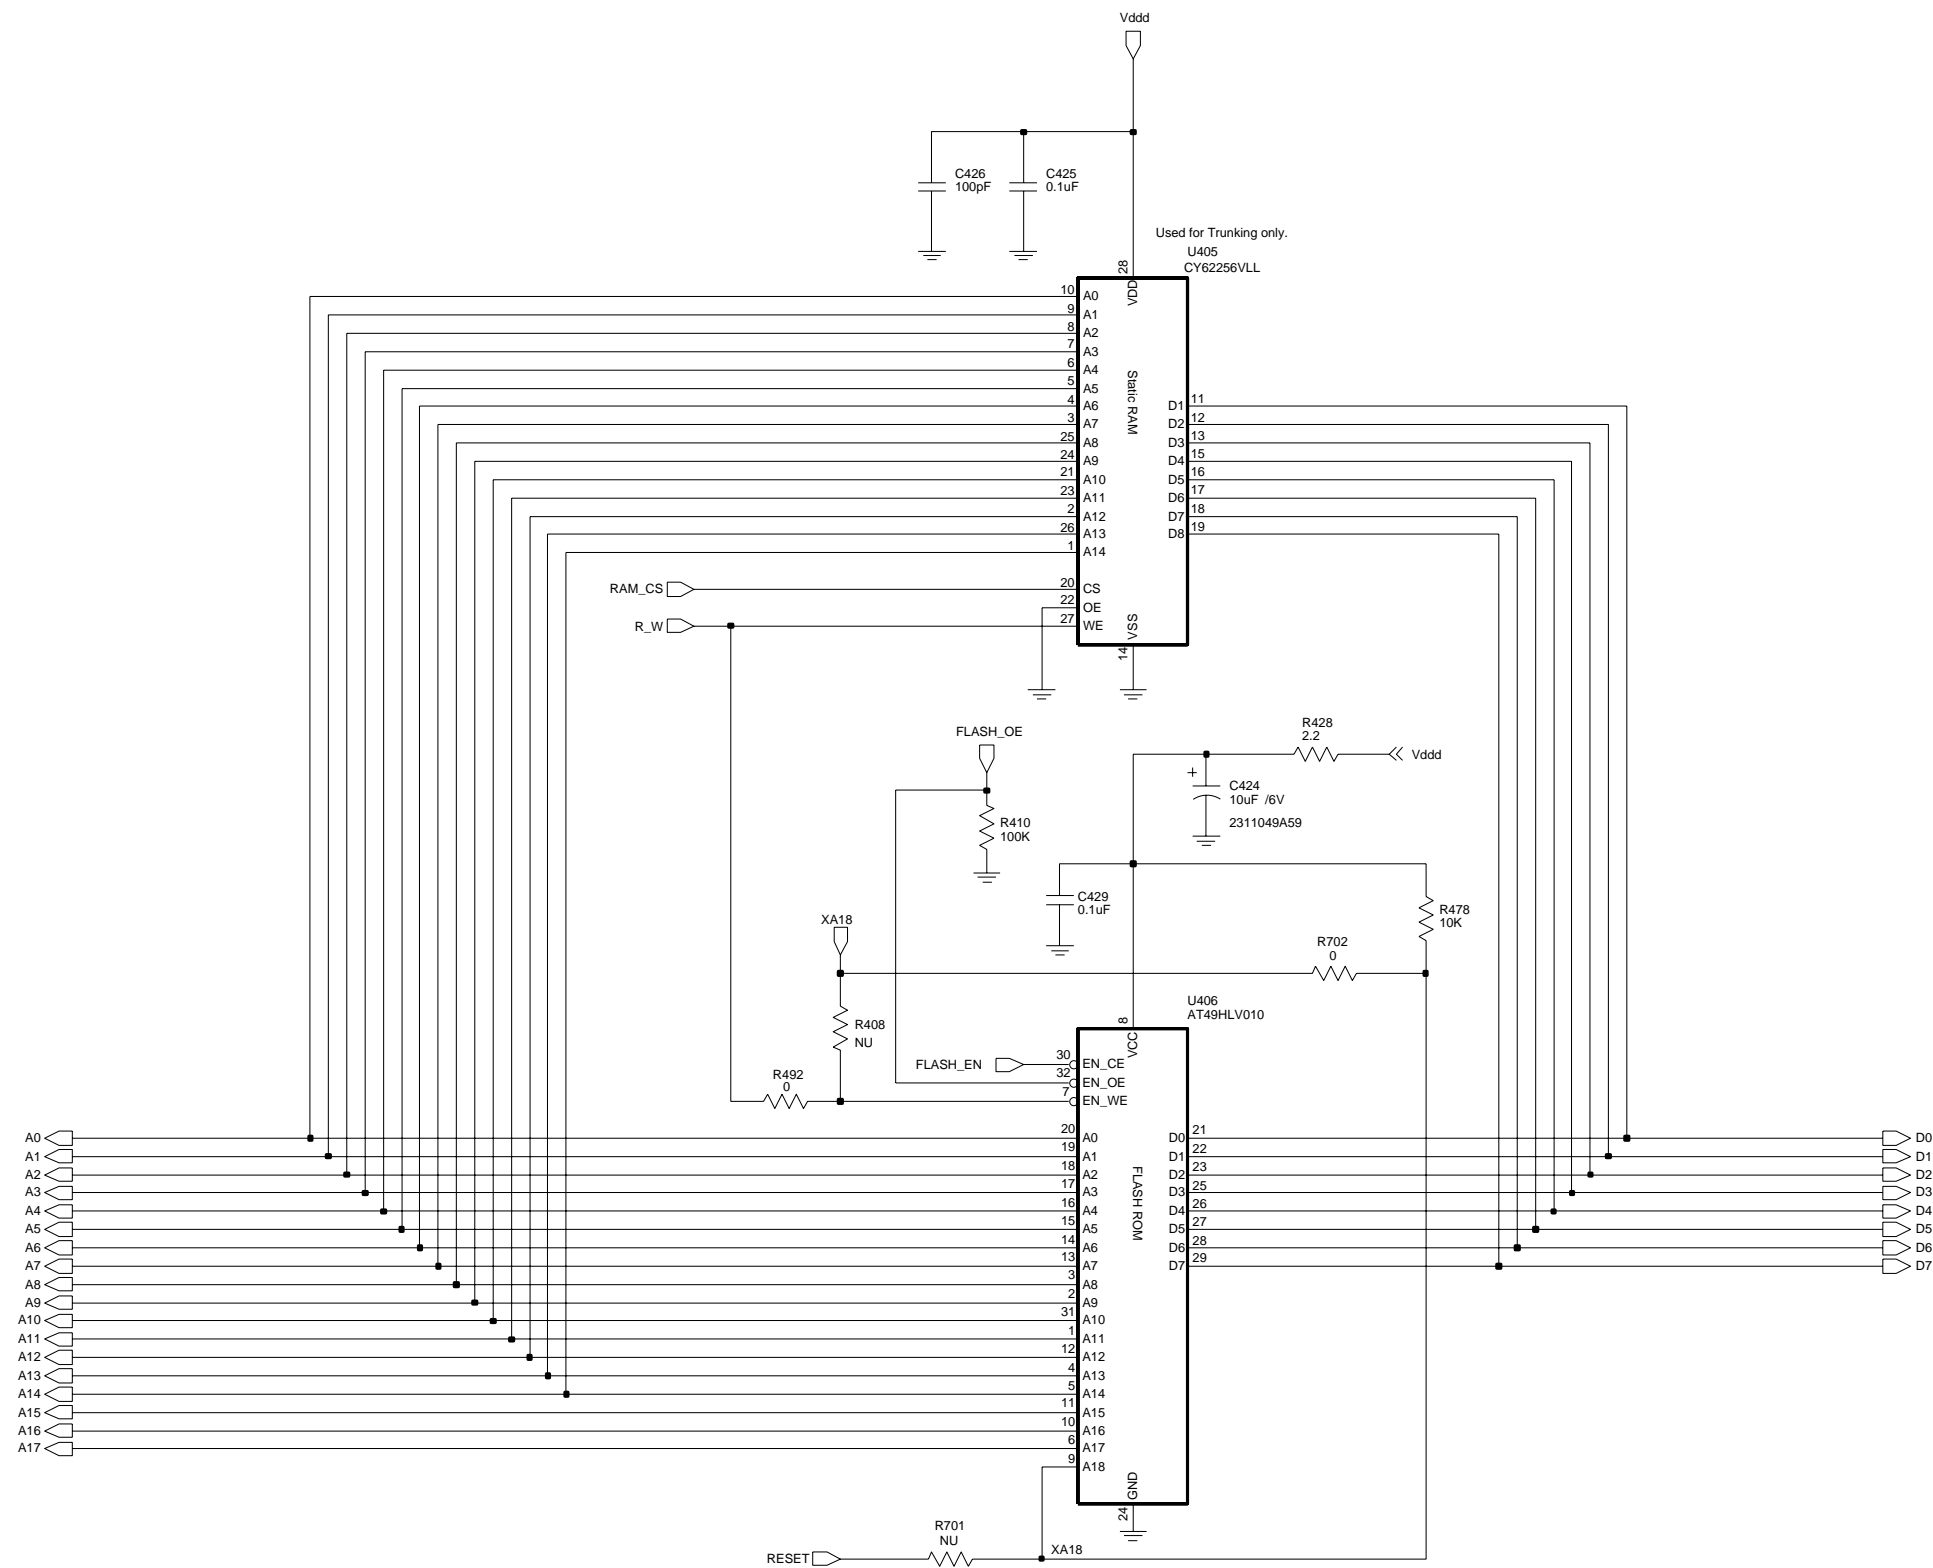 Vddd
C426
100pF
C425
0.1uF
Used for Trunking only.
U405
CY62256VLL
28
VDD
10 A0
9 A1
8 A2
7 A3
6 A4
5 A5
4 A6
3 A7
25 A8
24 A9
21 A10
23 A11
2 A12
26 A13
1 A14
Static RAM
D1 11
D2 12
D3 13
D4 15
D5 16
D6 17
D7 18
D8 19
RAM_CS
20 CS
22 OE
R_W
27 WE
VSS
14
FLASH_OE
R410
100K
R428
2.2
Vddd
+
C424
10uF /6V
2311049A59
C429
0.1uF
R478
10K
XA18
R702
0
R408
NU
U406
AT49HLV010
8
VCC
FLASH_EN
30 EN_CE
32 EN_OE
7 EN_WE
R492
0
A0
A1
A2
A3
A4
A5
A6
A7
A8
A9
A10
A11
A12
A13
A14
A15
A16
A17
20 A0
19 A1
18 A2
17 A3
16 A4
15 A5
14 A6
13 A7
3 A8
2 A9
31 A10
1 A11
12 A12
4 A13
5 A14
11 A15
10 A16
6 A17
9 A18
FLASH ROM
D0 21
D1 22
D2 23
D3 25
D4 26
D5 27
D6 28
D7 29
D0
D1
D2
D3
D4
D5
D6
D7
GND
24
R701
NU
RESET
XA18